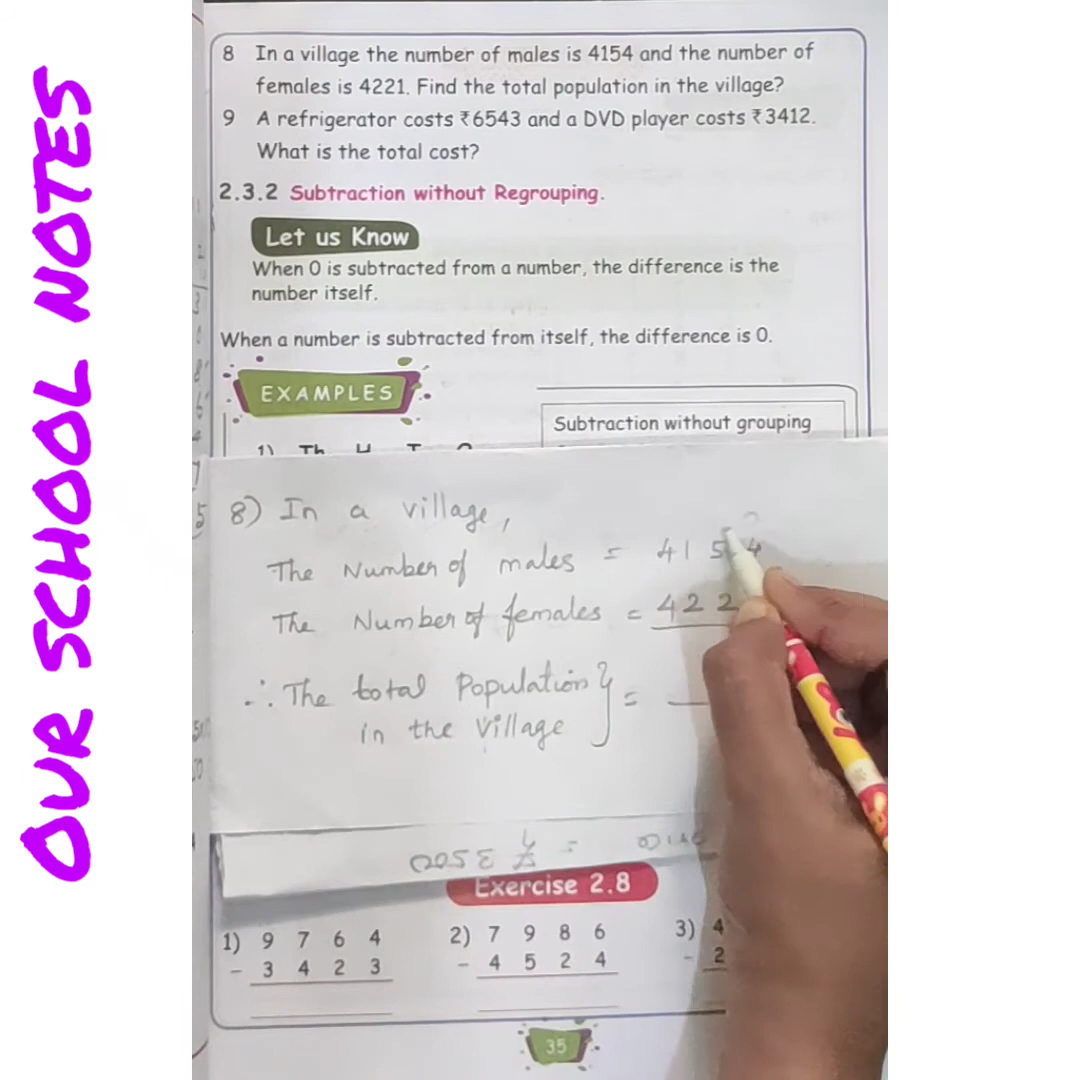 OUR SCHOOL NOTES
8 In a village the number of males is 4154 and the number of
females is 4221. Find the total population in the village?
9 A refrigerator costs ₹6543 and a DVD player costs ₹3412.
What is the total cost?
2.3.2 Subtraction without Regrouping.
Let us Know
When 0 is subtracted from a number, the difference is the
number itself.
When a number is subtracted from itself, the difference is 0.
EXAMPLES
Subtraction without grouping
1) Th H T O
8) In a village,
The Number of males = 4154
The Number of females = 422
∴ The total Population } =
in the village
Exercise 2.8
1) 9 7 6 4
- 3 4 2 3
2) 7 9 8 6
- 4 5 2 4
3) 4
- 2
35